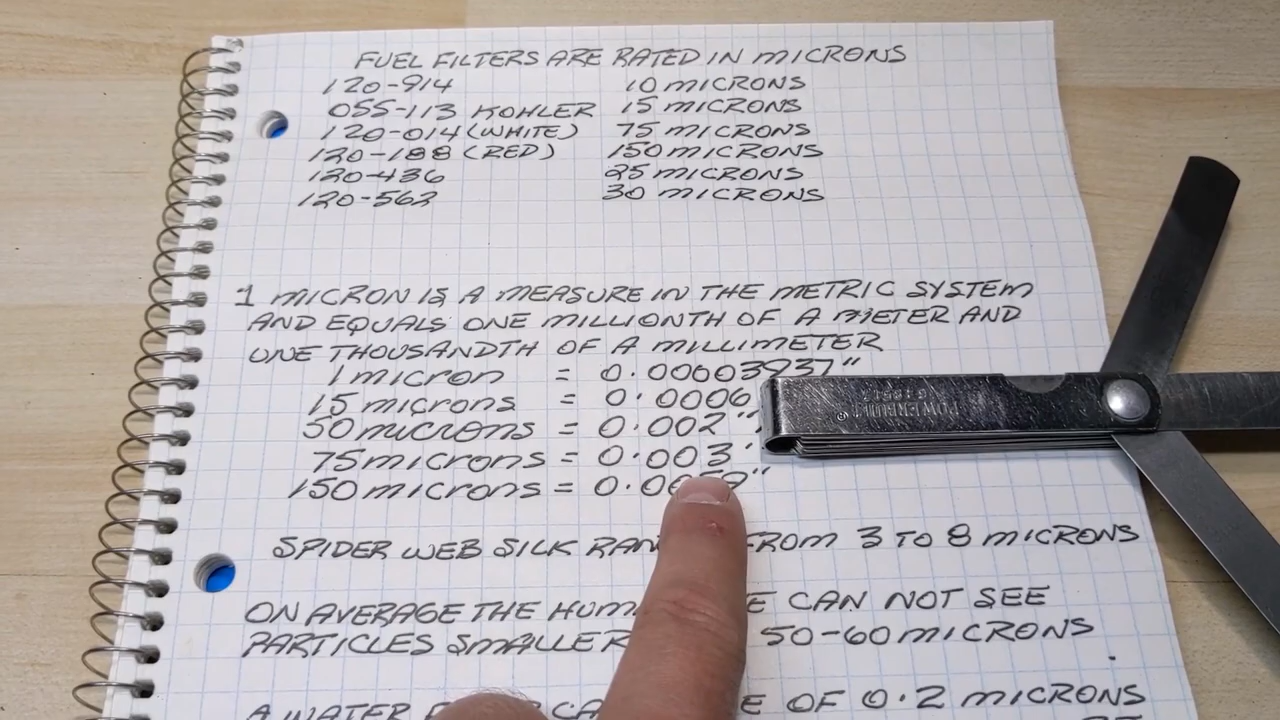 FUEL FILTERS ARE RATED IN MICRONS
120-914 10 MICRONS
055-113 KOHLER 15 MICRONS
120-014 (WHITE) 75 MICRONS
120-188 (RED) 150 MICRONS
120-436 25 MICRONS
120-562 30 MICRONS
1 MICRON IS A MEASURE IN THE METRIC SYSTEM
AND EQUALS ONE MILLIONTH OF A METER AND
ONE THOUSANDTH OF A MILLIMETER
1 micron = 0.00003937"
15 microns = 0.0006
50 microns = 0.002"
75 microns = 0.003"
150 microns = 0.0059"
POWERBUILT
SPIDER WEB SILK FROM 3 TO 8 MICRONS
ON AVERAGE THE CAN NOT SEE
PARTICLES SMALLER 50-60 MICRONS
A WATER OF 0.2 MICRONS